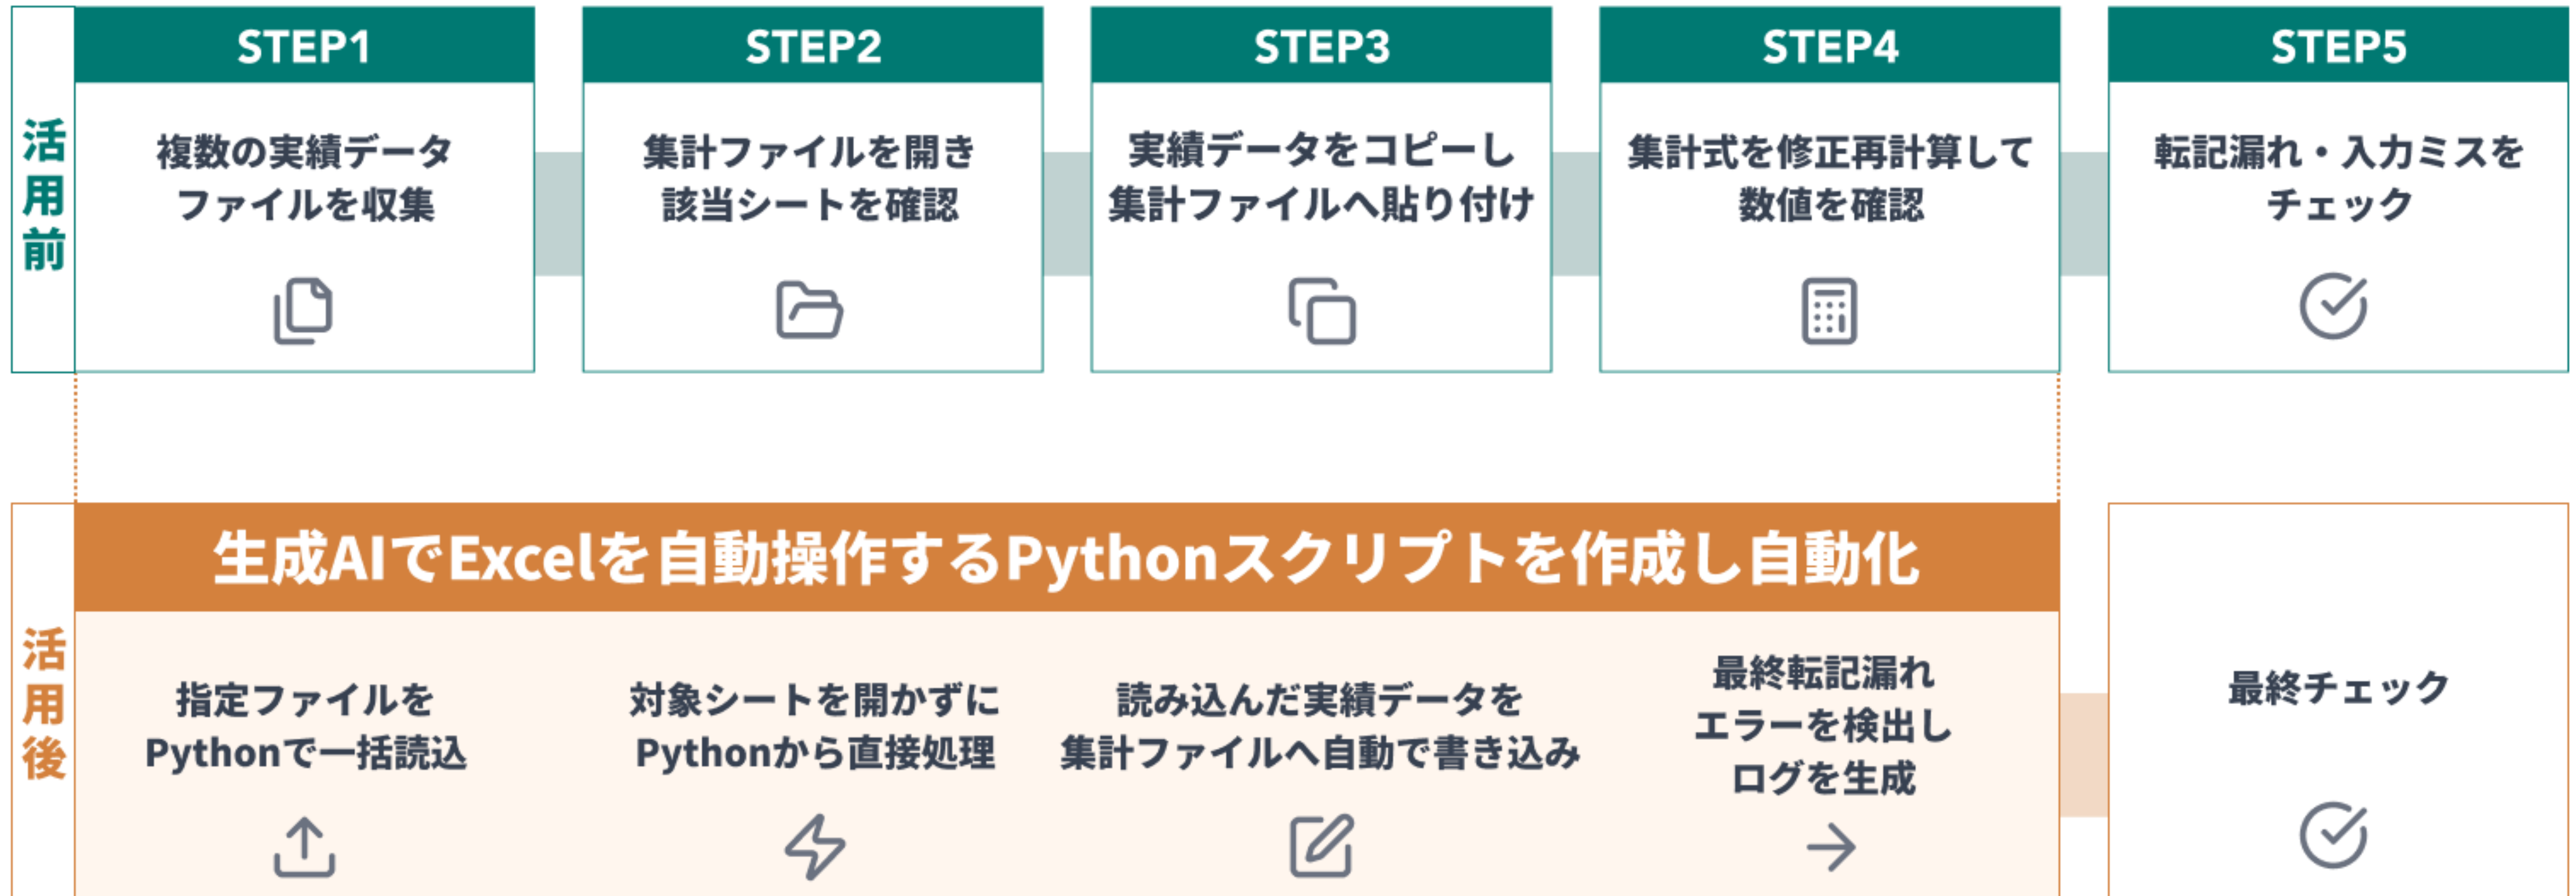 活用前
STEP1
複数の実績データ
ファイルを収集
STEP2
集計ファイルを開き
該当シートを確認
STEP3
実績データをコピーし
集計ファイルへ貼り付け
STEP4
集計式を修正再計算して
数値を確認
STEP5
転記漏れ・入力ミスを
チェック
活用後
生成AIでExcelを自動操作するPythonスクリプトを作成し自動化
指定ファイルを
Pythonで一括読込
対象シートを開かずに
Pythonから直接処理
読み込んだ実績データを
集計ファイルへ自動で書き込み
最終転記漏れ
エラーを検出し
ログを生成
最終チェック